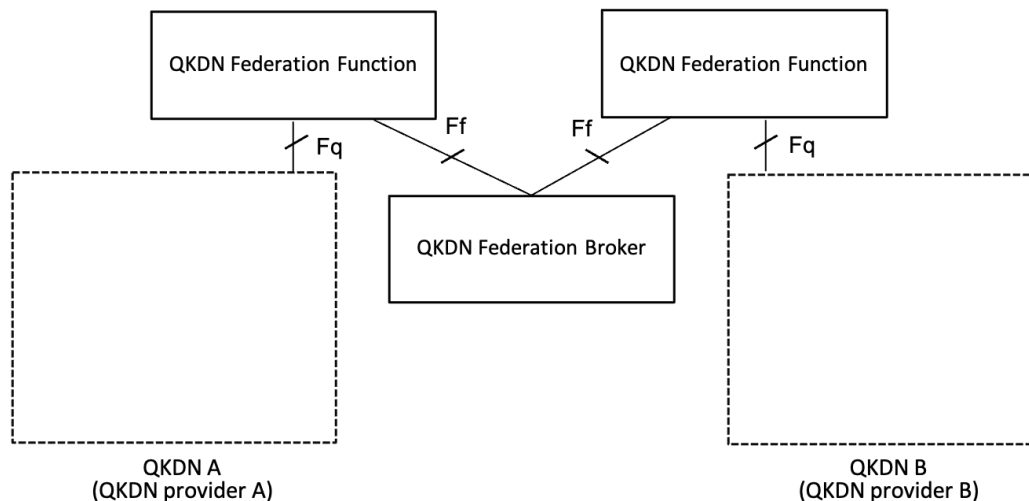 QKDN Federation Function
QKDN Federation Function
Ff
Ff
Fq
Fq
QKDN Federation Broker
QKDN A
(QKDN provider A)
QKDN B
(QKDN provider B)